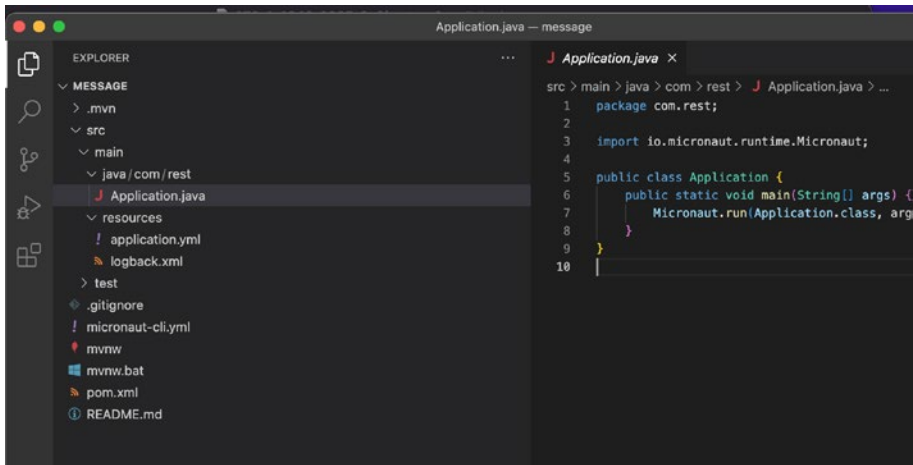 Application.java — message
EXPLORER
...
MESSAGE
.mvn
src
main
java/com/rest
Application.java
resources
application.yml
logback.xml
test
.gitignore
micronaut-cli.yml
mvnw
mvnw.bat
pom.xml
README.md
Application.java ×
src > main > java > com > rest > Application.java > ...
1 package com.rest;
2
3 import io.micronaut.runtime.Micronaut;
4
5 public class Application {
6 public static void main(String[] args) {
7 Micronaut.run(Application.class, arg
8 }
9 }
10